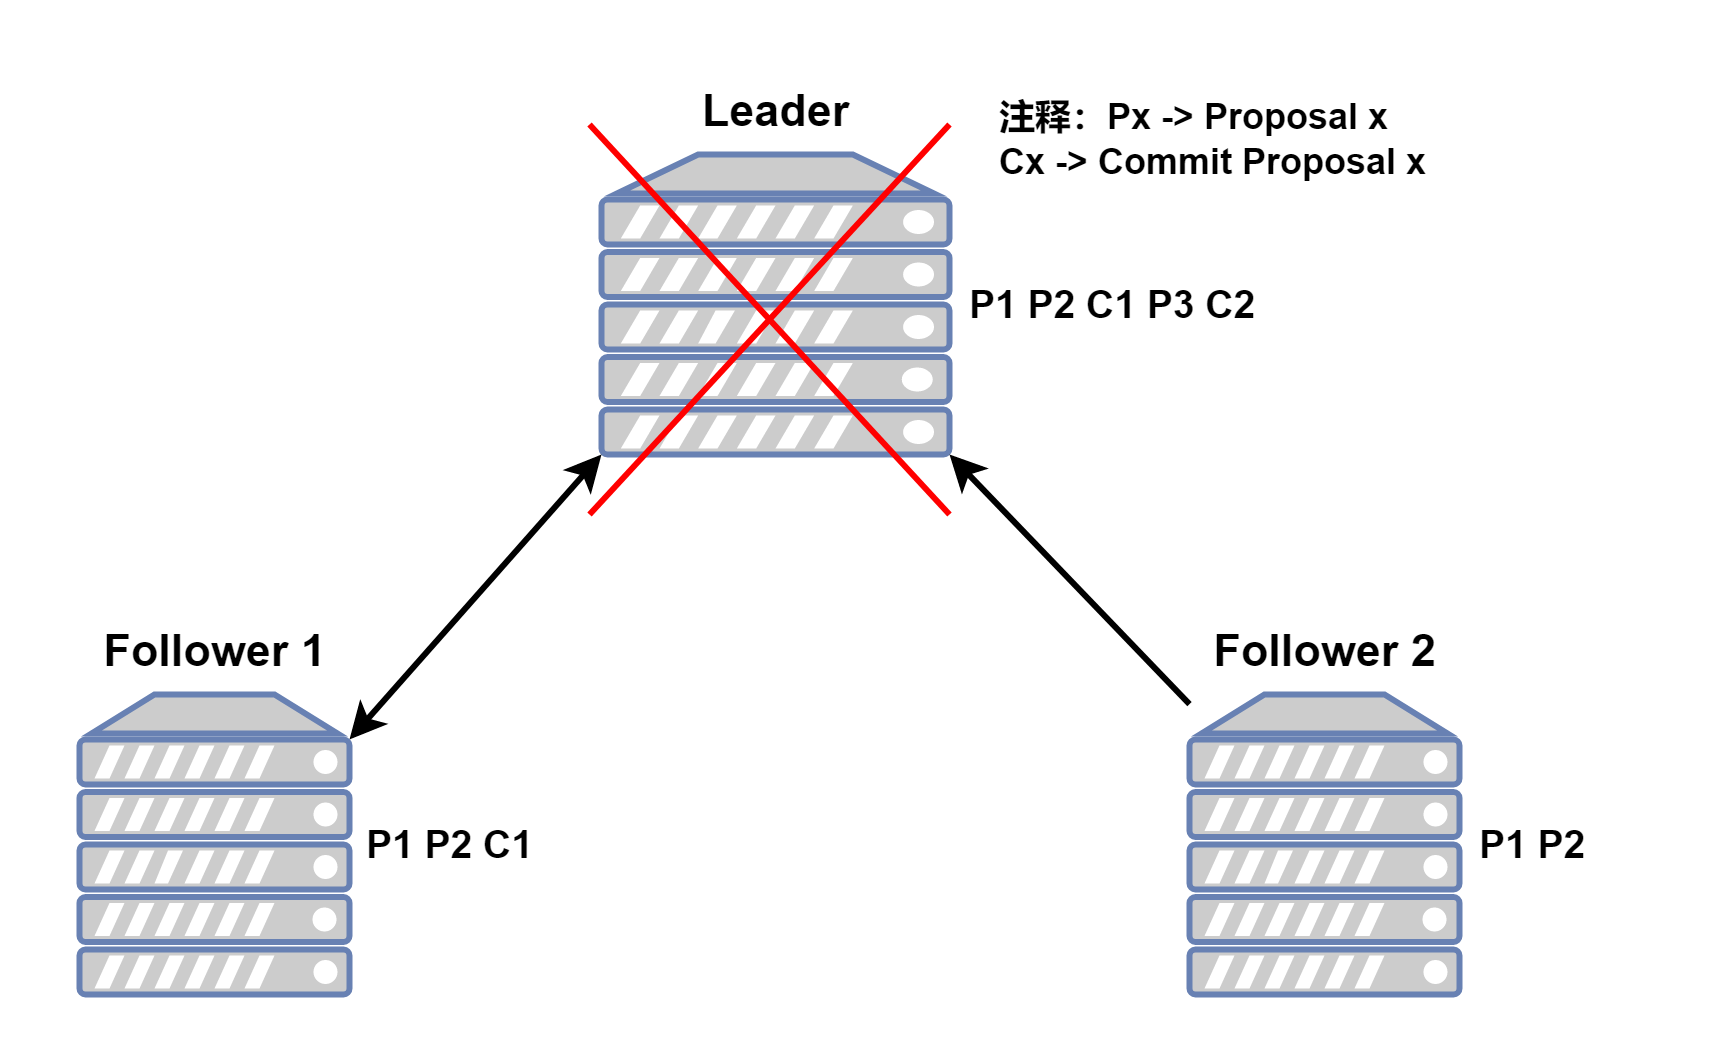 Leader
注释：Px -> Proposal x
Cx -> Commit Proposal x
P1 P2 C1 P3 C2
Follower 1
Follower 2
P1 P2 C1
P1 P2